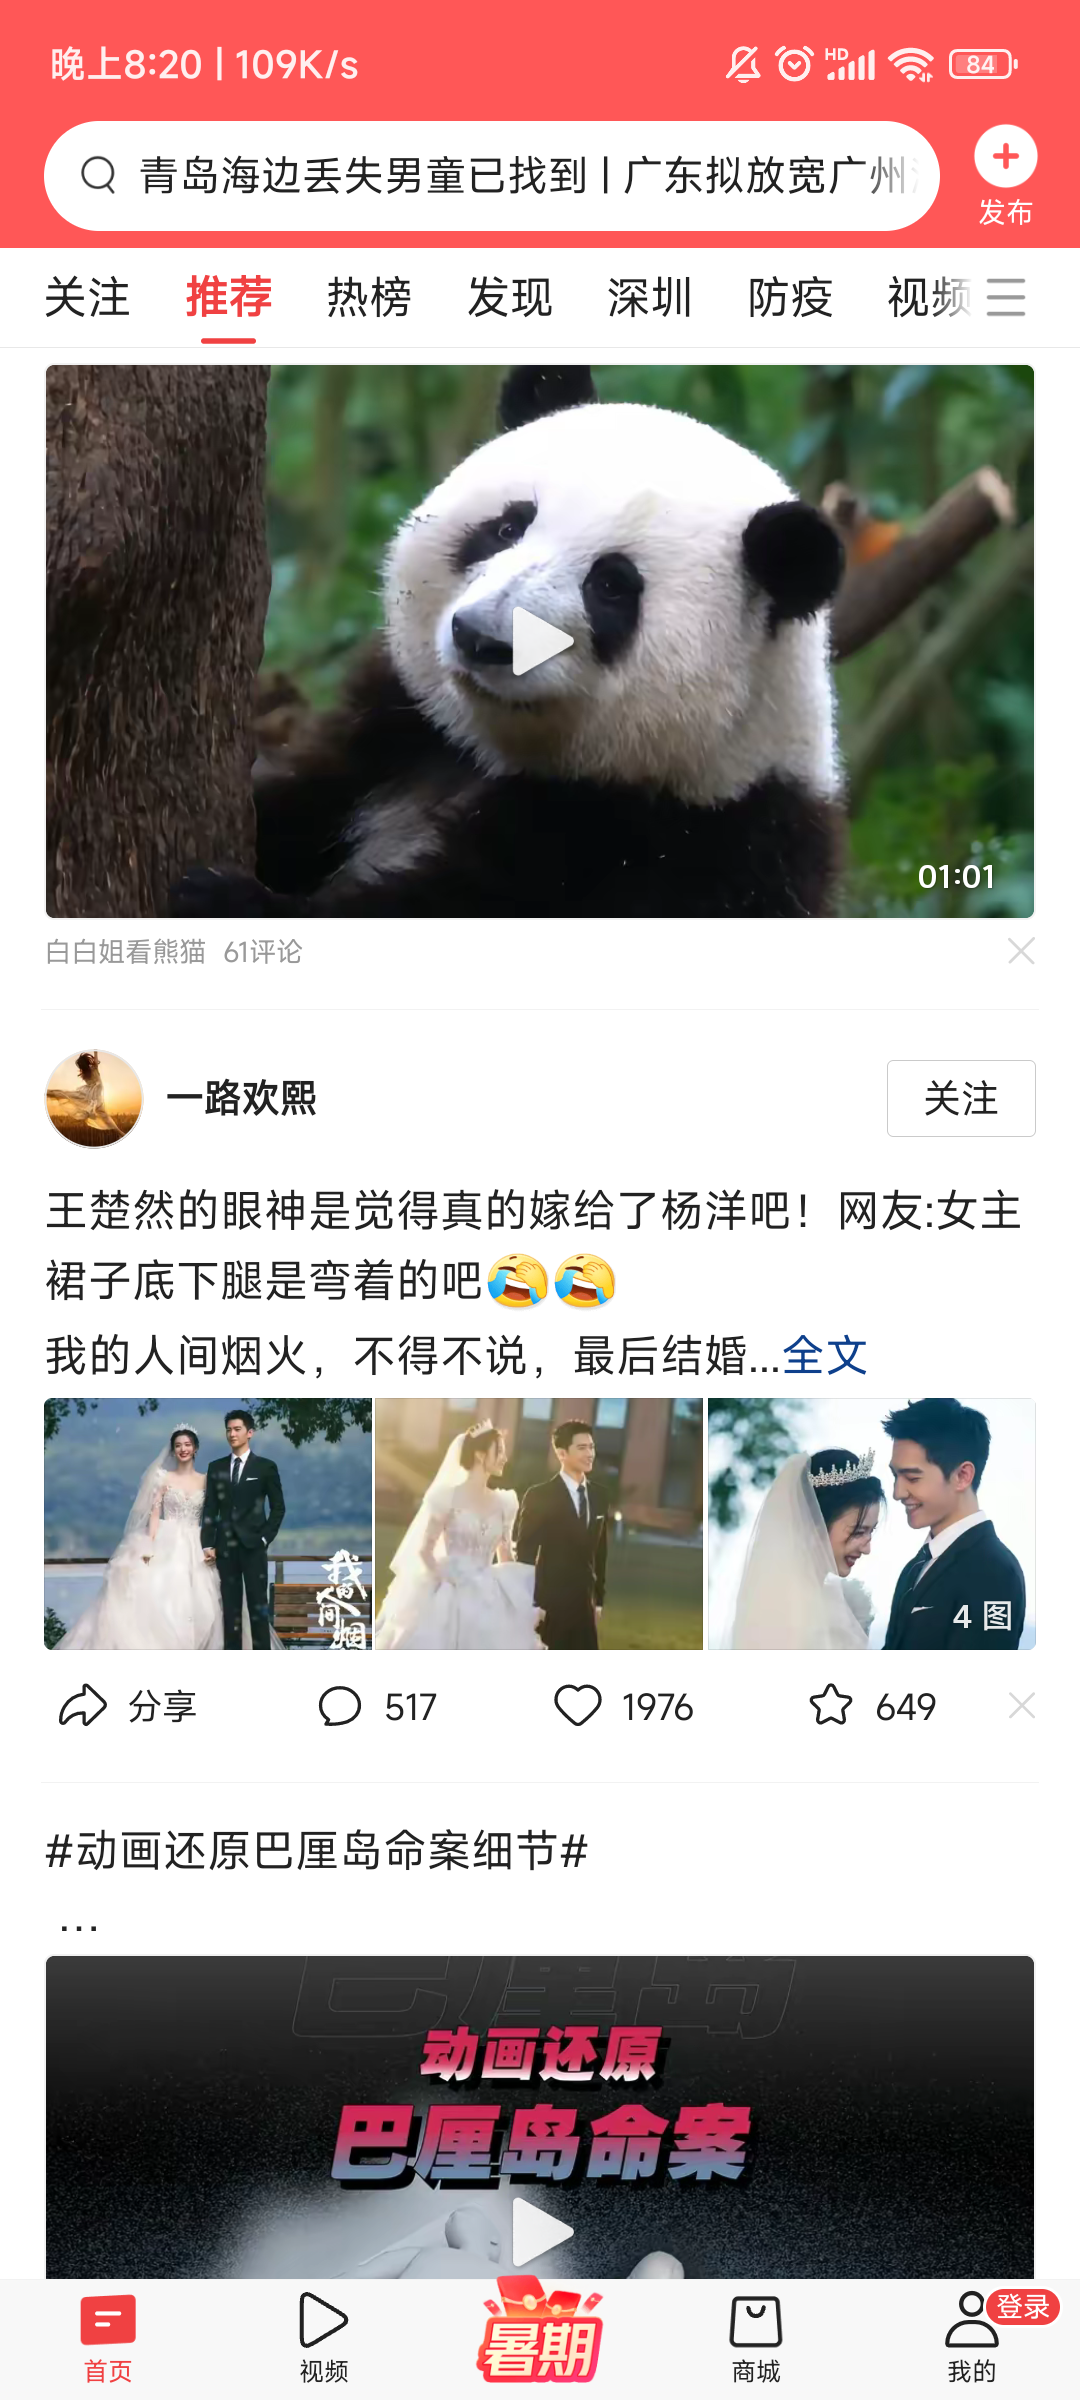 晚上8:20 | 109K/s
HD
84
青岛海边丢失男童已找到 | 广东拟放宽广州
发布
关注 推荐 热榜 发现 深圳 防疫 视频
01:01
白白姐看熊猫 61评论
一路欢熙
关注
王楚然的眼神是觉得真的嫁给了杨洋吧！网友:女主
裙子底下腿是弯着的吧🤣🤣
我的人间烟火，不得不说，最后结婚...全文
我的人间烟
4 图
分享 517 1976 649
#动画还原巴厘岛命案细节#
...
巴厘岛
动画还原
巴厘岛命案
暑期
登录
首页 视频 商城 我的